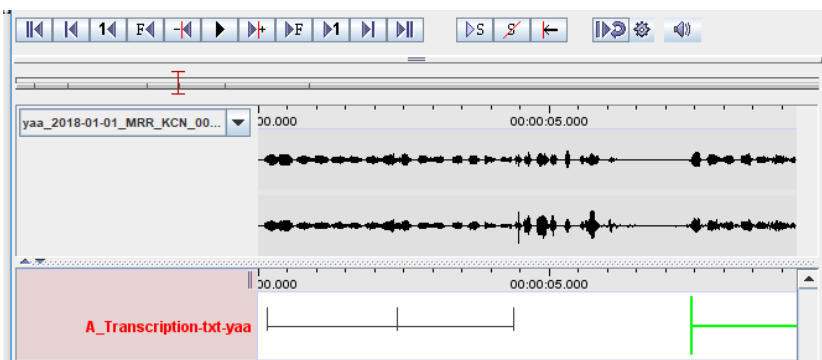 1 F - + F 1 S S
yaa_2018-01-01_MRR_KCN_00...
00.000 00:00:05.000
00.000 00:00:05.000
A_Transcription-txt-yaa